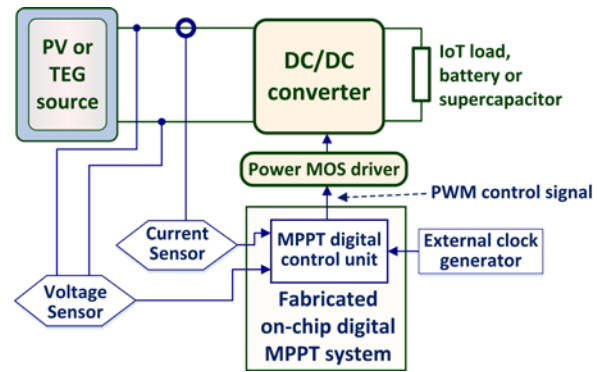 PV or
TEG
source
DC/DC
converter
IoT load,
battery or
supercapacitor
Power MOS driver
PWM control signal
Current
Sensor
MPPT digital
control unit
External clock
generator
Voltage
Sensor
Fabricated
on-chip digital
MPPT system